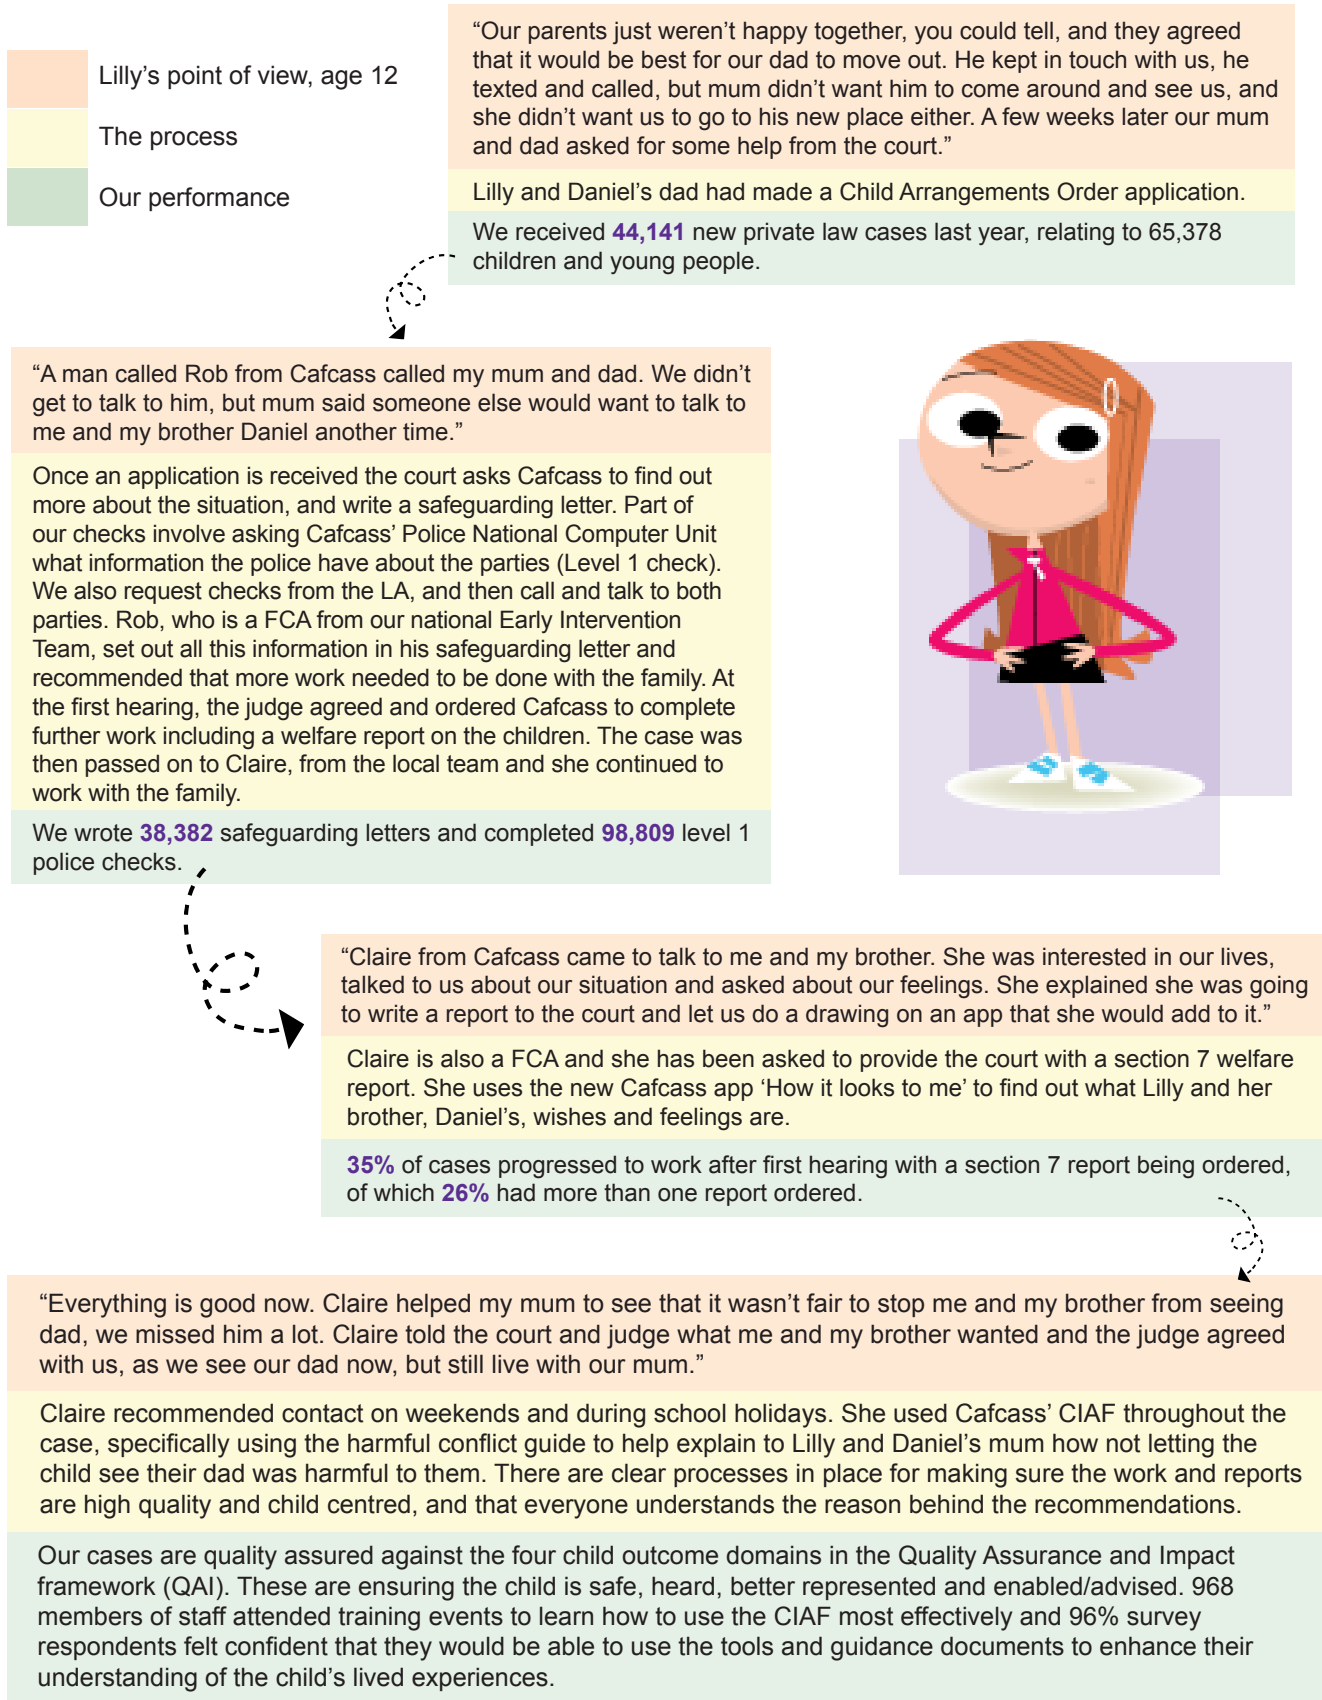 Lilly’s point of view, age 12
The process
Our performance
“Our parents just weren’t happy together, you could tell, and they agreed
that it would be best for our dad to move out. He kept in touch with us, he
texted and called, but mum didn’t want him to come around and see us, and
she didn’t want us to go to his new place either. A few weeks later our mum
and dad asked for some help from the court.”
Lilly and Daniel’s dad had made a Child Arrangements Order application.
We received 44,141 new private law cases last year, relating to 65,378
children and young people.
“A man called Rob from Cafcass called my mum and dad. We didn’t
get to talk to him, but mum said someone else would want to talk to
me and my brother Daniel another time.”
Once an application is received the court asks Cafcass to find out
more about the situation, and write a safeguarding letter. Part of
our checks involve asking Cafcass’ Police National Computer Unit
what information the police have about the parties (Level 1 check).
We also request checks from the LA, and then call and talk to both
parties. Rob, who is a FCA from our national Early Intervention
Team, set out all this information in his safeguarding letter and
recommended that more work needed to be done with the family. At
the first hearing, the judge agreed and ordered Cafcass to complete
further work including a welfare report on the children. The case was
then passed on to Claire, from the local team and she continued to
work with the family.
We wrote 38,382 safeguarding letters and completed 98,809 level 1
police checks.
“Claire from Cafcass came to talk to me and my brother. She was interested in our lives,
talked to us about our situation and asked about our feelings. She explained she was going
to write a report to the court and let us do a drawing on an app that she would add to it.”
Claire is also a FCA and she has been asked to provide the court with a section 7 welfare
report. She uses the new Cafcass app ‘How it looks to me’ to find out what Lilly and her
brother, Daniel’s, wishes and feelings are.
35% of cases progressed to work after first hearing with a section 7 report being ordered,
of which 26% had more than one report ordered.
“Everything is good now. Claire helped my mum to see that it wasn’t fair to stop me and my brother from seeing
dad, we missed him a lot. Claire told the court and judge what me and my brother wanted and the judge agreed
with us, as we see our dad now, but still live with our mum.”
Claire recommended contact on weekends and during school holidays. She used Cafcass’ CIAF throughout the
case, specifically using the harmful conflict guide to help explain to Lilly and Daniel’s mum how not letting the
child see their dad was harmful to them. There are clear processes in place for making sure the work and reports
are high quality and child centred, and that everyone understands the reason behind the recommendations.
Our cases are quality assured against the four child outcome domains in the Quality Assurance and Impact
framework (QAI). These are ensuring the child is safe, heard, better represented and enabled/advised. 968
members of staff attended training events to learn how to use the CIAF most effectively and 96% survey
respondents felt confident that they would be able to use the tools and guidance documents to enhance their
understanding of the child’s lived experiences.